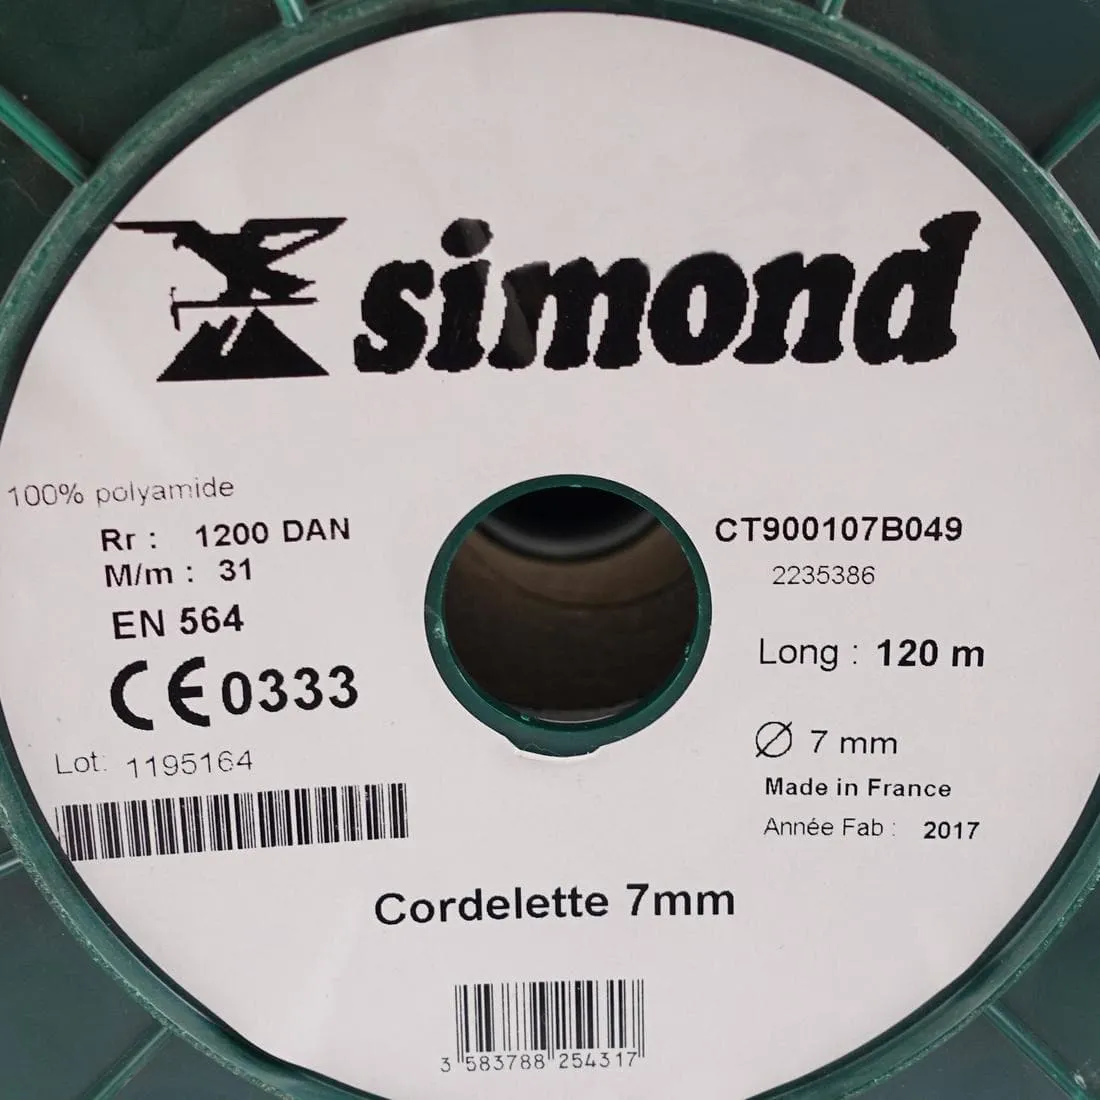 simond
100% polyamide
Rr : 1200 DAN
M/m : 31
EN 564
CE 0333
Lot: 1195164
CT900107B049
2235386
Long : 120 m
Ø 7 mm
Made in France
Année Fab : 2017
Cordelette 7mm
3 583788 254317